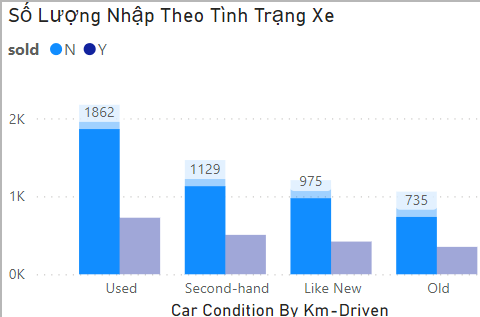 Số Lượng Nhập Theo Tình Trạng Xe
sold N Y
2K
1K
0K
1862
1129
975
735
Used Second-hand Like New Old
Car Condition By Km-Driven